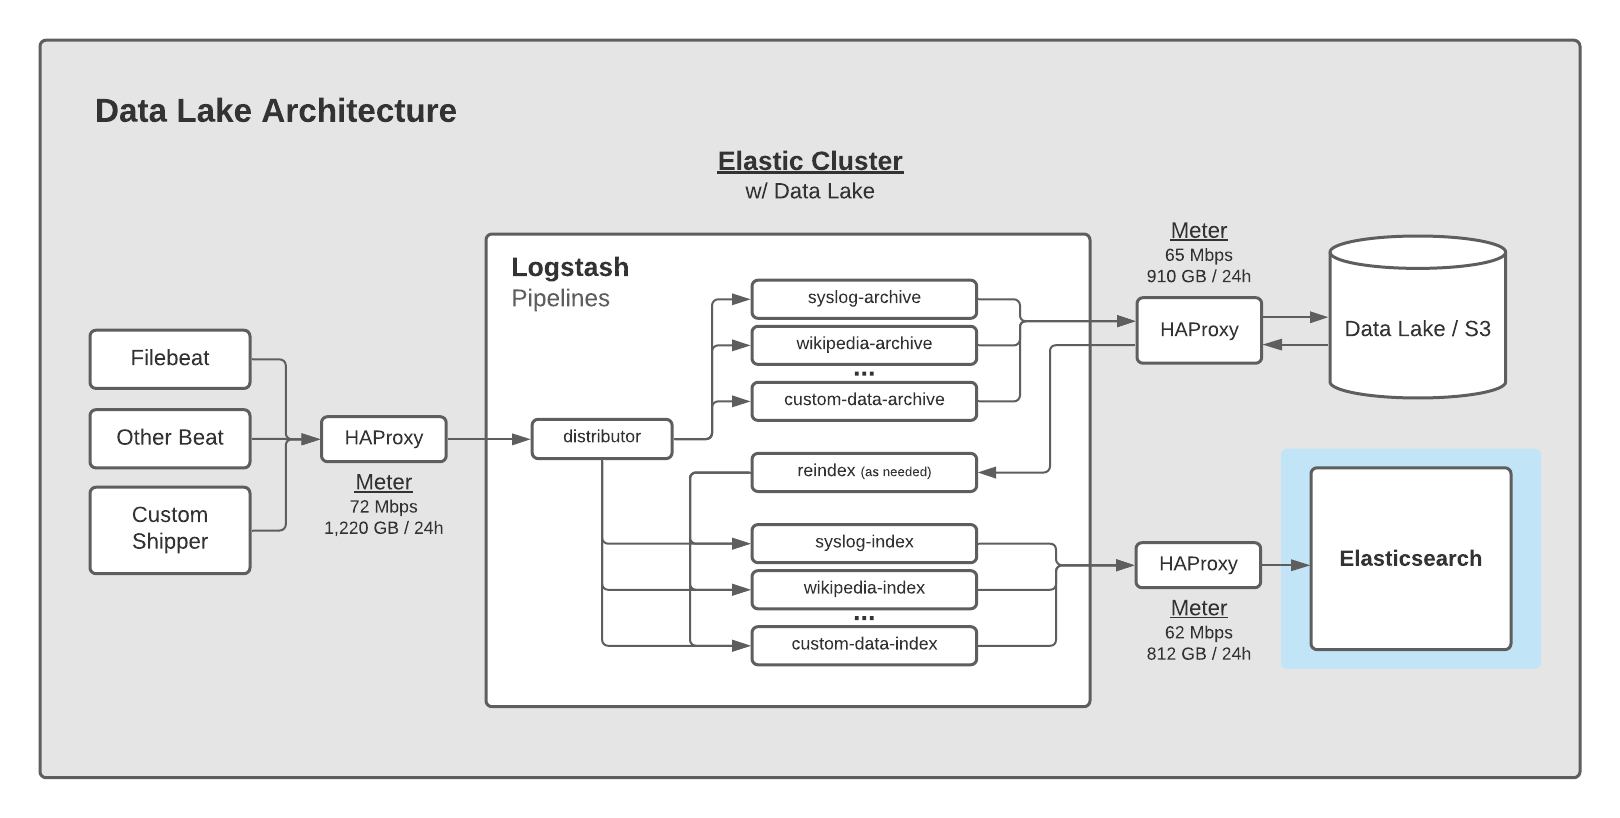 Data Lake Architecture
Elastic Cluster
w/ Data Lake
Filebeat
Other Beat
Custom
Shipper
HAProxy
Meter
72 Mbps
1,220 GB / 24h
Logstash
Pipelines
distributor
syslog-archive
wikipedia-archive
...
custom-data-archive
reindex (as needed)
syslog-index
wikipedia-index
...
custom-data-index
Meter
65 Mbps
910 GB / 24h
HAProxy
Data Lake / S3
HAProxy
Meter
62 Mbps
812 GB / 24h
Elasticsearch